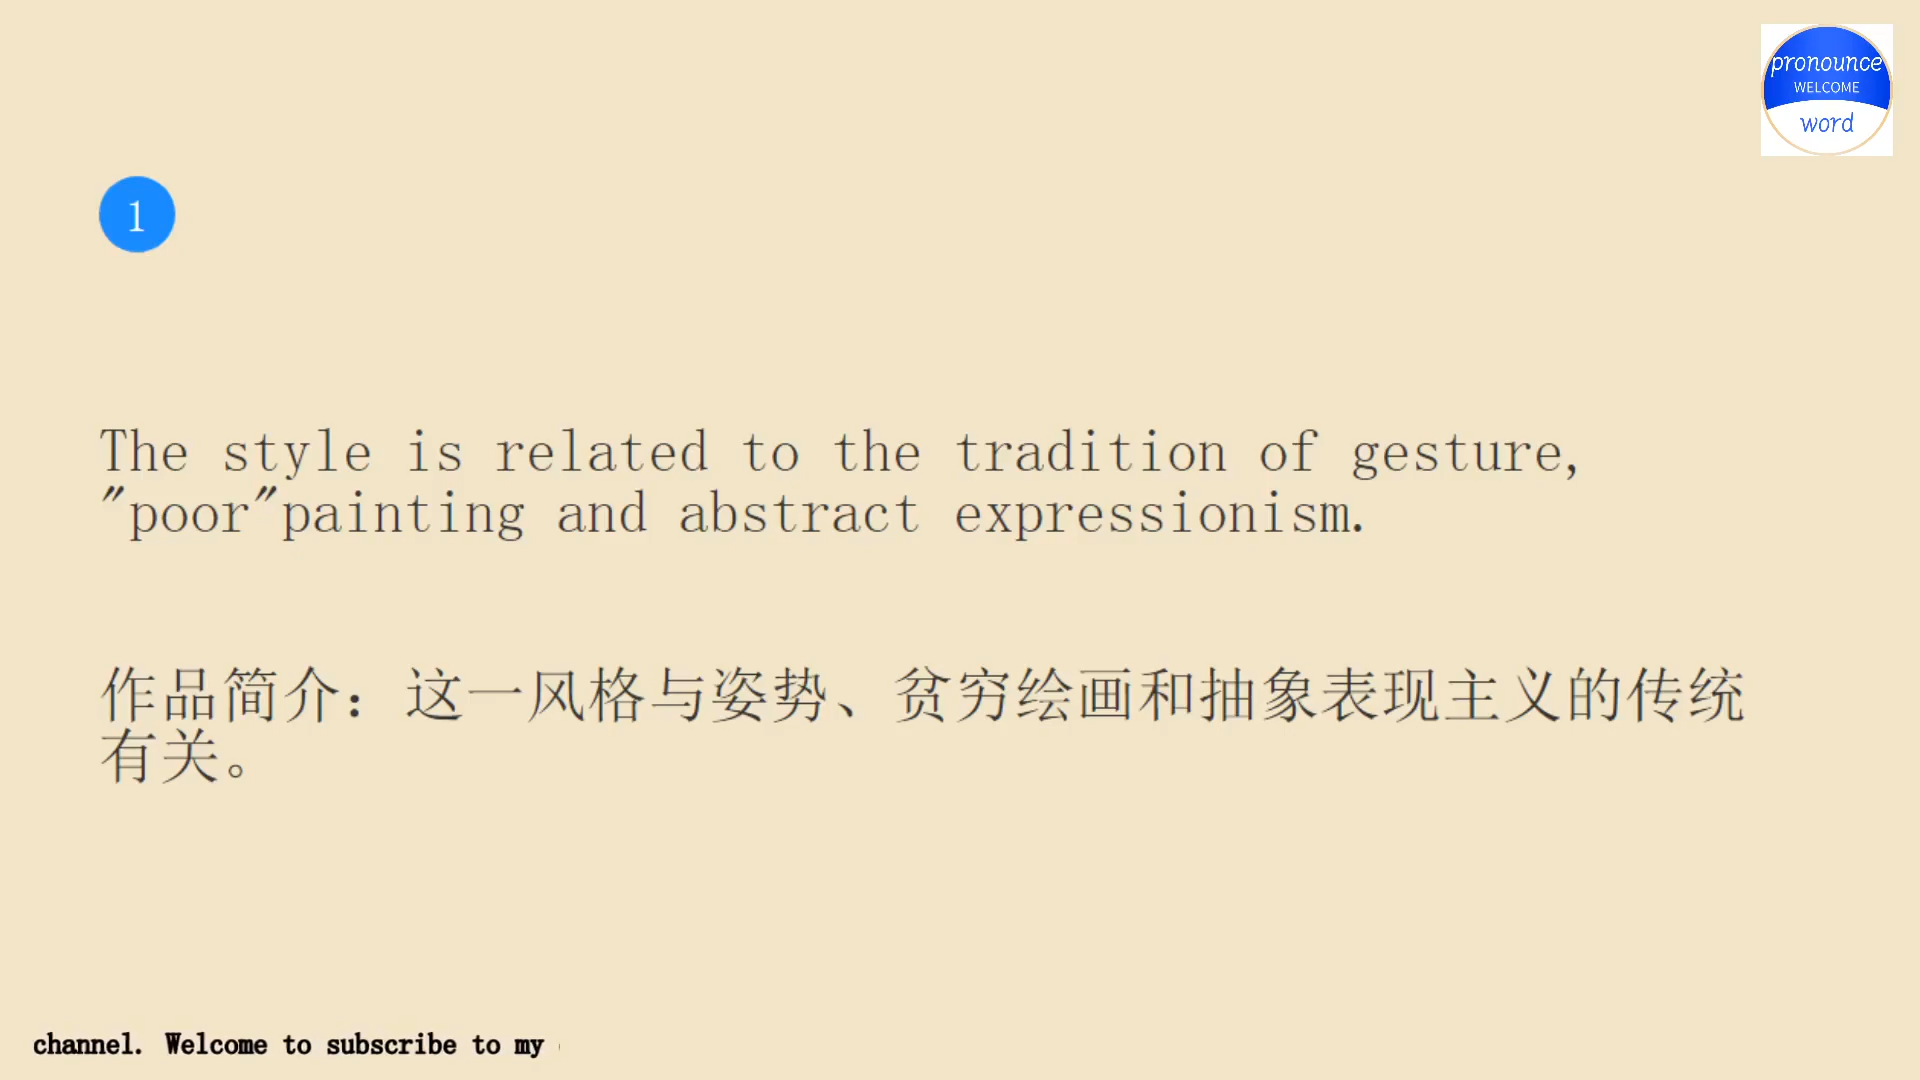 pronounce
WELCOME
word
1
The style is related to the tradition of gesture,
"poor"painting and abstract expressionism.
作品简介：这一风格与姿势、贫穷绘画和抽象表现主义的传统
有关。
channel. Welcome to subscribe to my